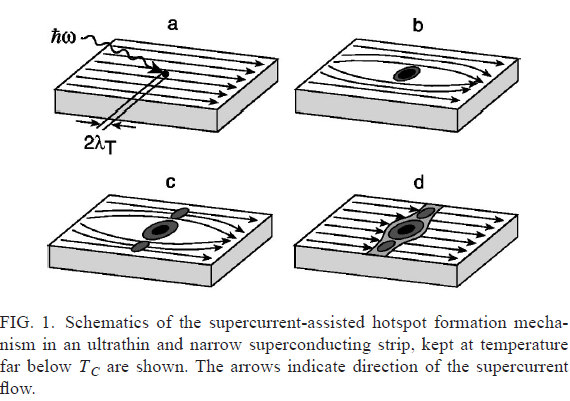 a
b
ħω
2λT
c
d
FIG. 1. Schematics of the supercurrent-assisted hotspot formation mecha-
nism in an ultrathin and narrow superconducting strip, kept at temperature
far below TC are shown. The arrows indicate direction of the supercurrent
flow.